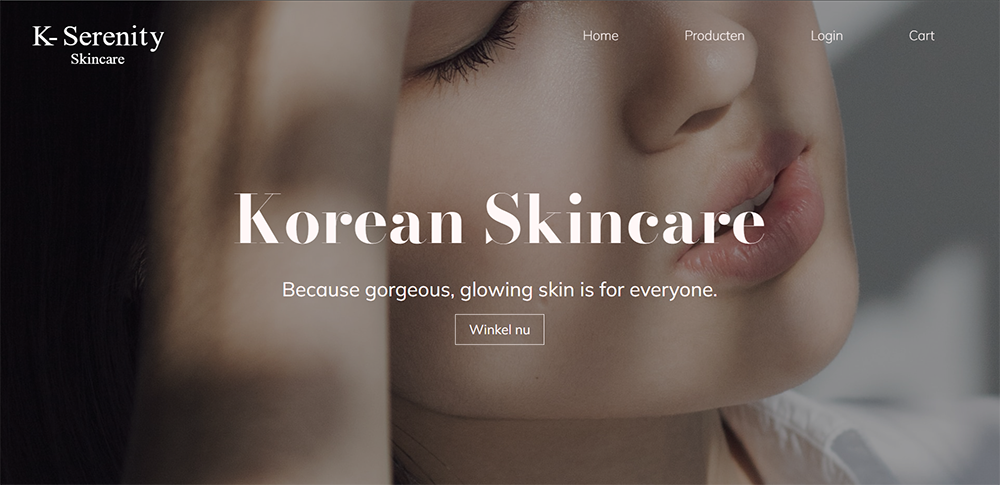 K- Serenity
Skincare
Home Producten Login Cart
Korean Skincare
Because gorgeous, glowing skin is for everyone.
Winkel nu